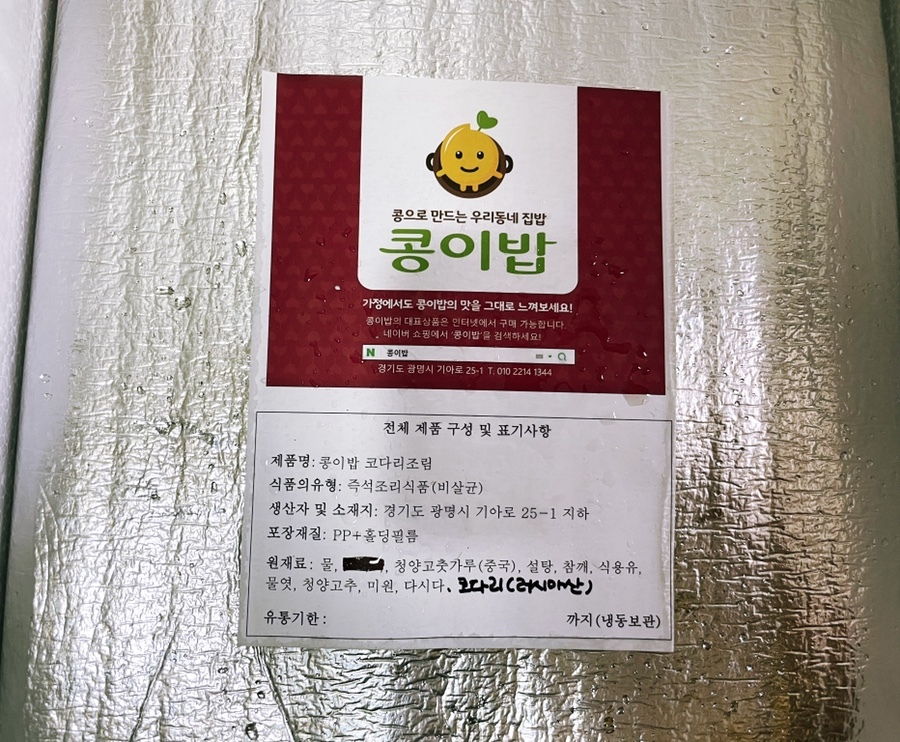 콩으로 만드는 우리동네 집밥
콩이밥
가정에서도 콩이밥의 맛을 그대로 느껴보세요!
콩이밥의 대표상품은 인터넷에서 구매 가능합니다.
네이버 쇼핑에서 '콩이밥'을 검색하세요!
N 콩이밥
경기도 광명시 기아로 25-1 T. 010 2214 1344
전체 제품 구성 및 표기사항
제품명: 콩이밥 코다리조림
식품의유형: 즉석조리식품(비살균)
생산자 및 소재지: 경기도 광명시 기아로 25-1 지하
포장재질: PP+홀딩필름
원재료: 물, 청양고춧가루(중국), 설탕, 참깨, 식용유,
물엿, 청양고추, 미원, 다시다. 코다리(러시아산)
유통기한: 까지(냉동보관)